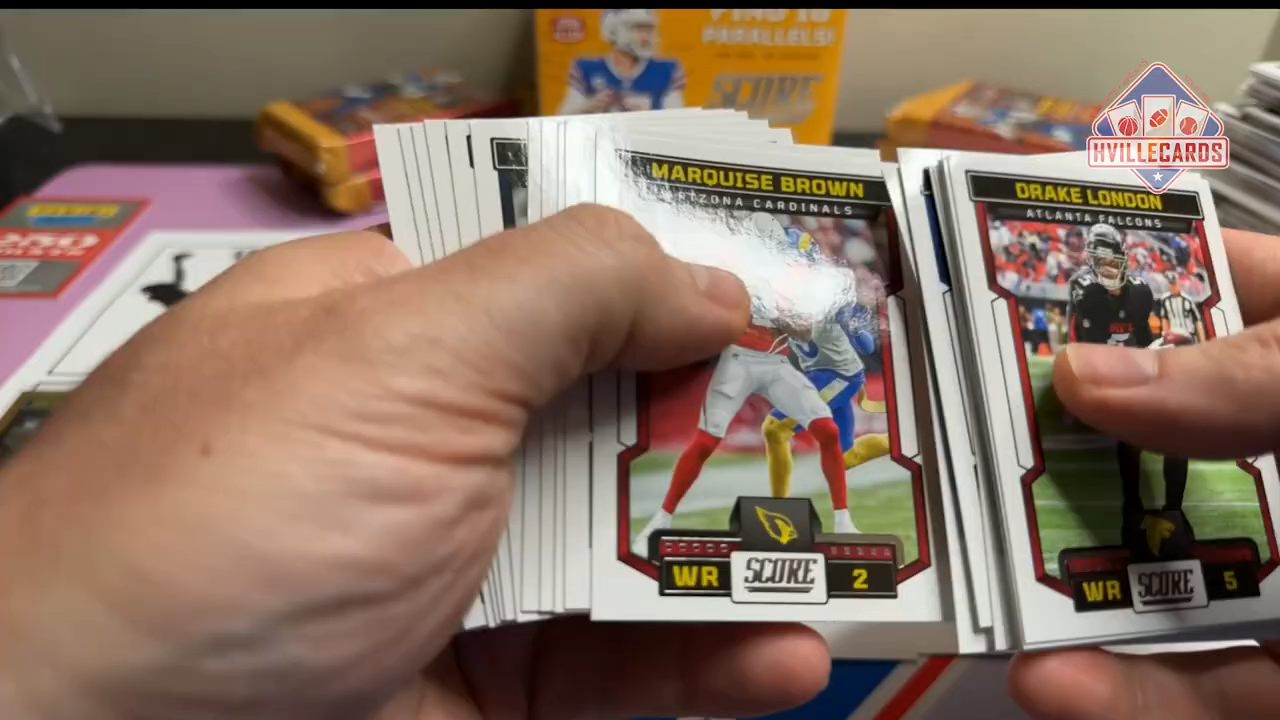 PARALLELS!
SCORE
HVILLECARDS
MARQUISE BROWN
ARIZONA CARDINALS
WR SCORE 2
DRAKE LONDON
ATLANTA FALCONS
WR SCORE 5